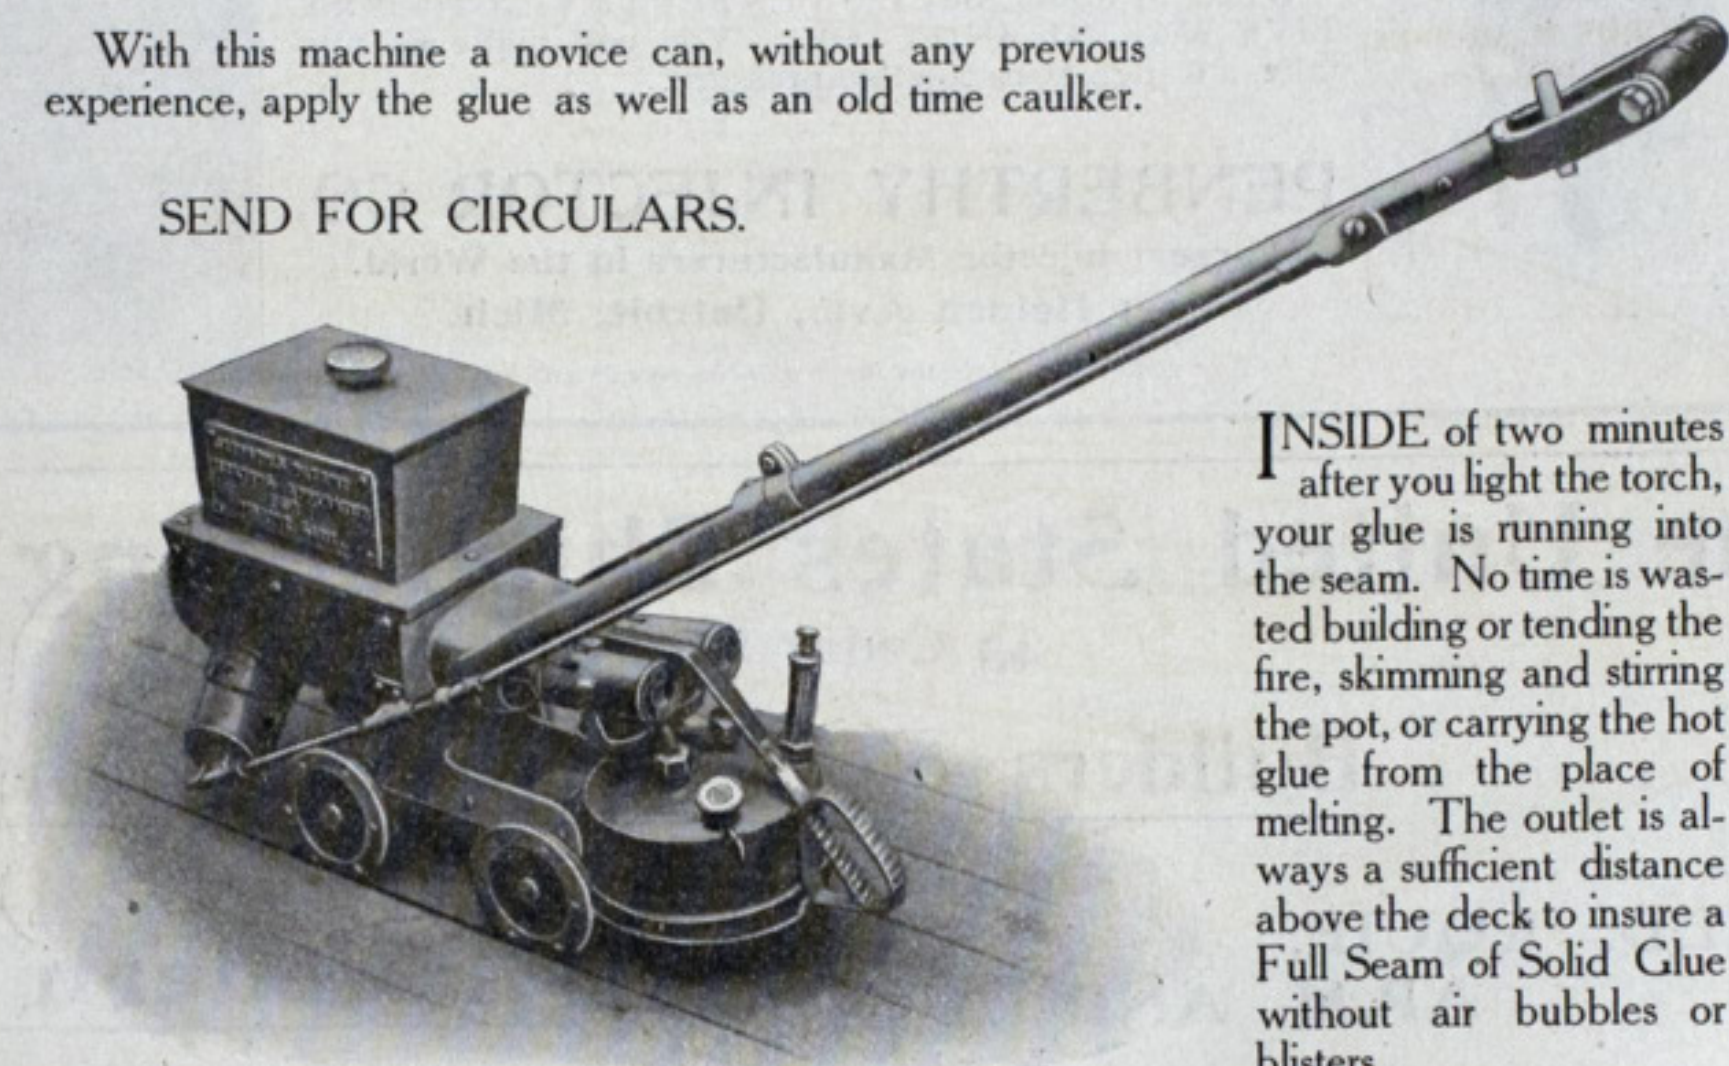 With this machine a novice can, without any previous
experience, apply the glue as well as an old time caulker.
SEND FOR CIRCULARS.
INSIDE of two minutes
after you light the torch,
your glue is running into
the seam. No time is was-
ted building or tending the
fire, skimming and stirring
the pot, or carrying the hot
glue from the place of
melting. The outlet is al-
ways a sufficient distance
above the deck to insure a
Full Seam of Solid Glue
without air bubbles or
blisters